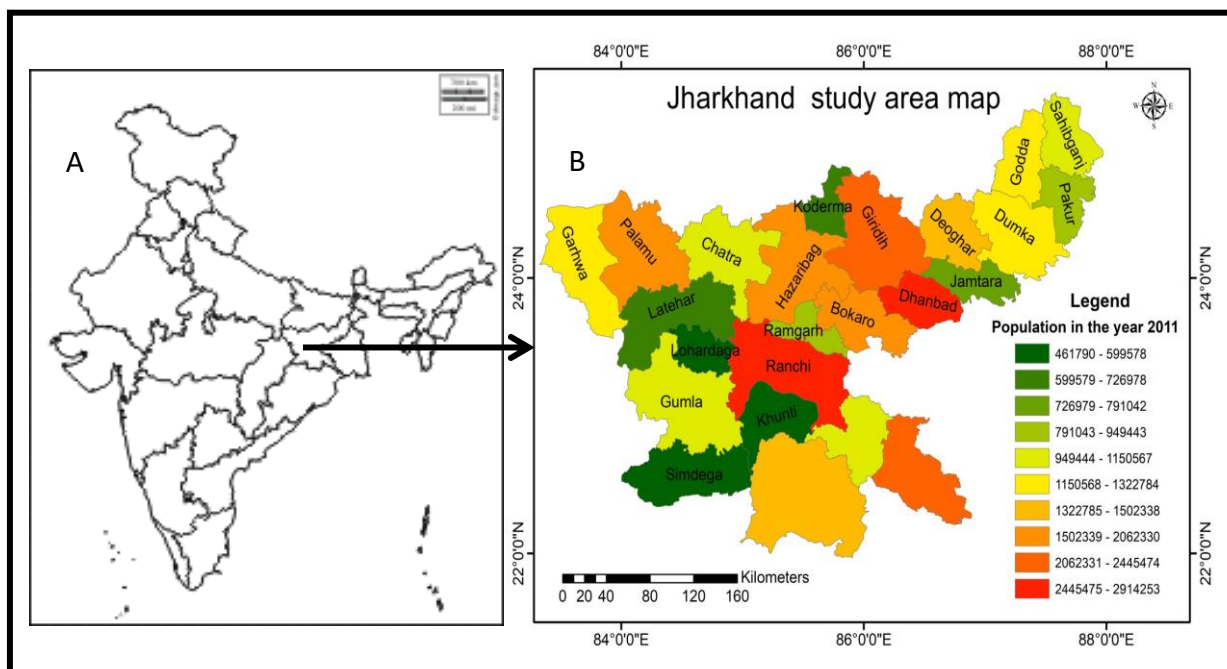 A
B
Jharkhand study area map
N
W
E
S
84°0'0"E
86°0'0"E
88°0'0"E
24°0'0"N
22°0'0"N
24°0'0"N
22°0'0"N
Sahibganj
Godda
Pakur
Koderma
Giridih
Deoghar
Dumka
Garhwa
Palamu
Chatra
Hazaribag
Jamtara
Dhanbad
Latehar
Bokaro
Ramgarh
Lohardaga
Ranchi
Gumla
Khunti
Simdega
Legend
Population in the year 2011
461790 - 599578
599579 - 726978
726979 - 791042
791043 - 949443
949444 - 1150567
1150568 - 1322784
1322785 - 1502338
1502339 - 2062330
2062331 - 2445474
2445475 - 2914253
Kilometers
0 20 40 80 120 160
84°0'0"E
86°0'0"E
88°0'0"E